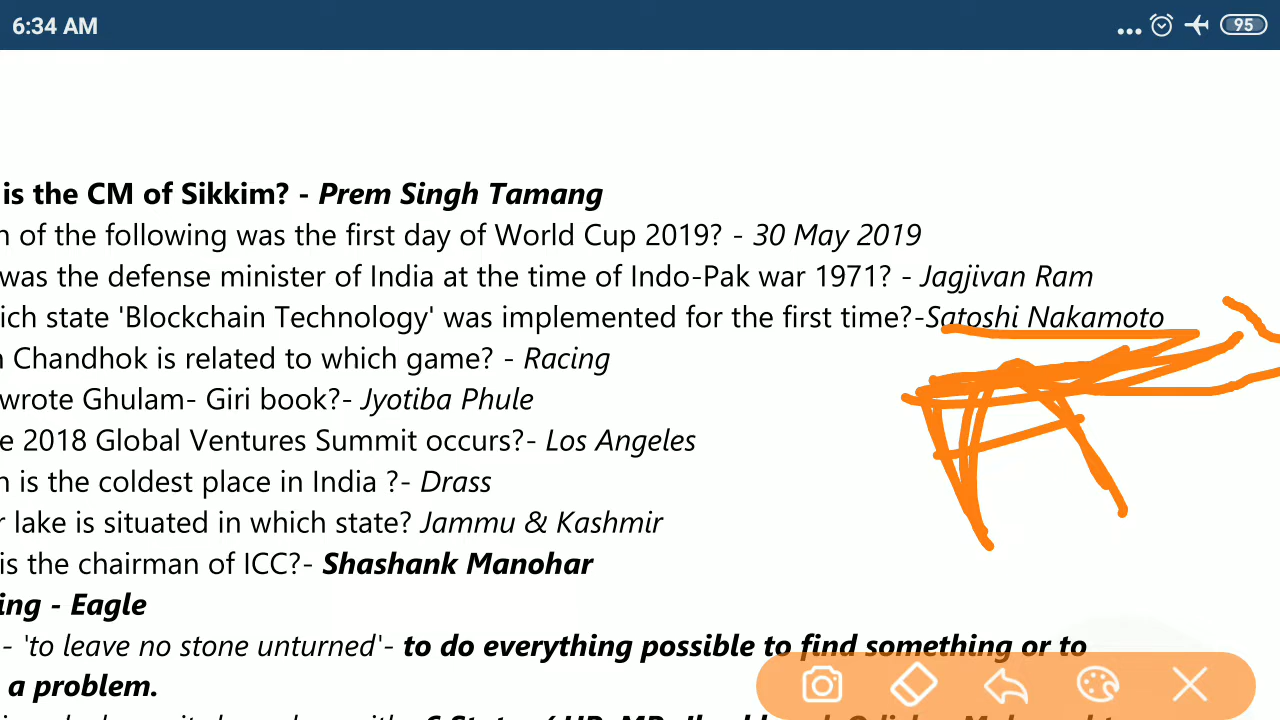 6:34 AM
95
is the CM of Sikkim? - Prem Singh Tamang
of the following was the first day of World Cup 2019? - 30 May 2019
was the defense minister of India at the time of Indo-Pak war 1971? - Jagjivan Ram
ich state 'Blockchain Technology' was implemented for the first time?-Satoshi Nakamoto
Chandhok is related to which game? - Racing
wrote Ghulam- Giri book?- Jyotiba Phule
e 2018 Global Ventures Summit occurs?- Los Angeles
is the coldest place in India ?- Drass
r lake is situated in which state? Jammu & Kashmir
is the chairman of ICC?- Shashank Manohar
ing - Eagle
- 'to leave no stone unturned'- to do everything possible to find something or to
a problem.